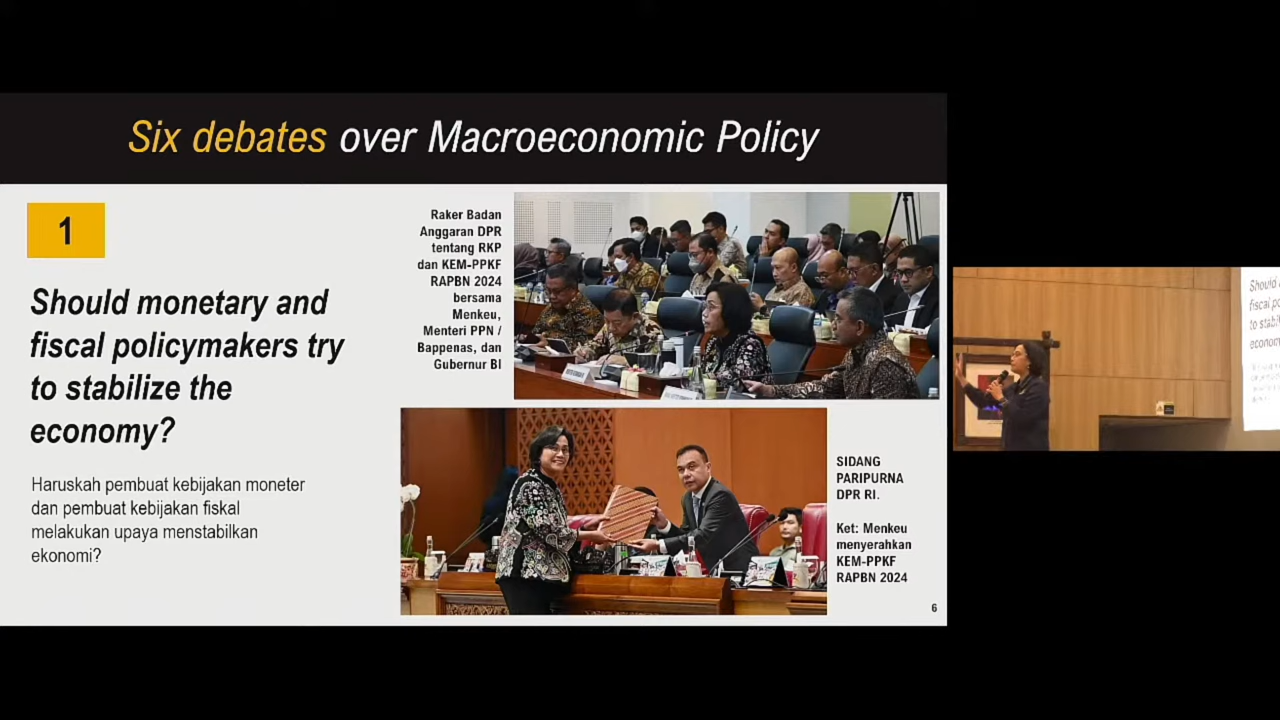 Six debates over Macroeconomic Policy
1
Should monetary and
fiscal policymakers try
to stabilize the
economy?
Haruskah pembuat kebijakan moneter
dan pembuat kebijakan fiskal
melakukan upaya menstabilkan
ekonomi?
Raker Badan
Anggaran DPR
tentang RKP
dan KEM-PPKF
RAPBN 2024
bersama
Menkeu,
Menteri PPN /
Bappenas, dan
Gubernur BI
SIDANG
PARIPURNA
DPR RI.
Ket: Menkeu
menyerahkan
KEM-PPKF
RAPBN 2024
6
Should
fiscal
to